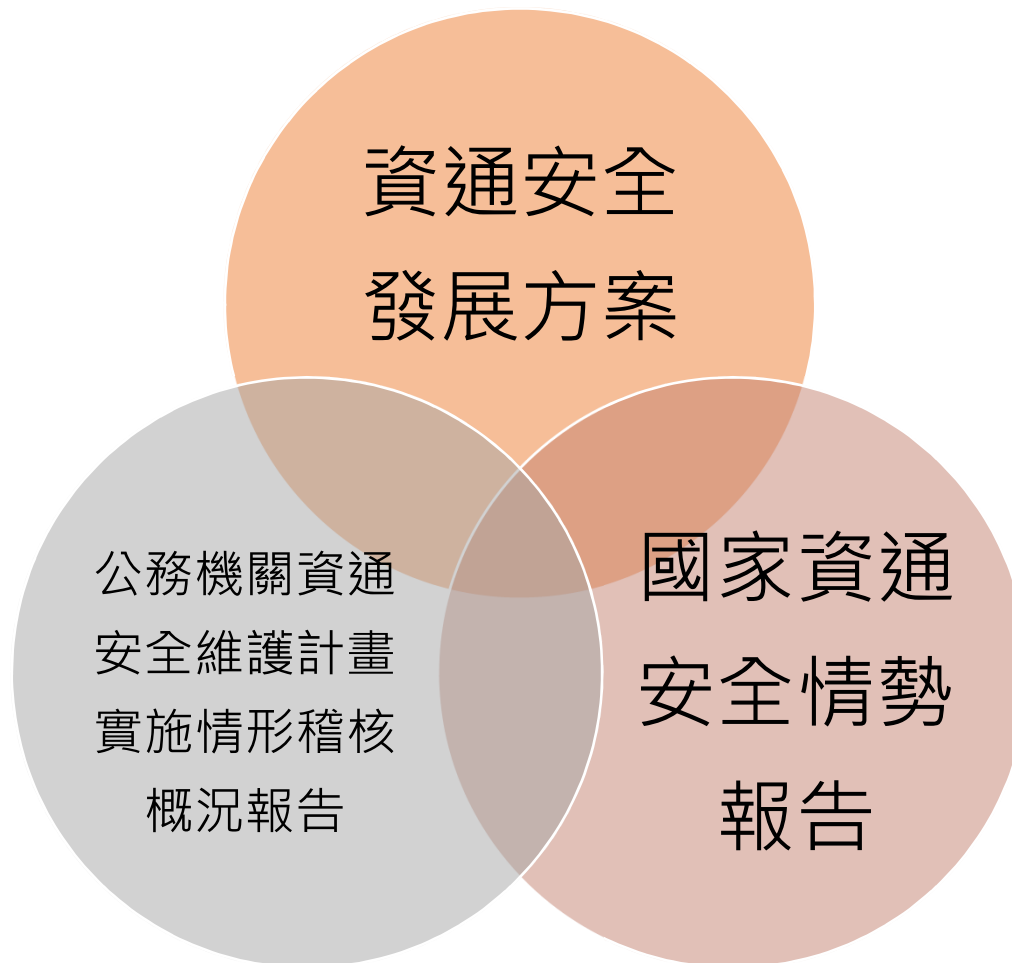 資通安全
發展方案
公務機關資通
安全維護計畫
實施情形稽核
概況報告
國家資通
安全情勢
報告